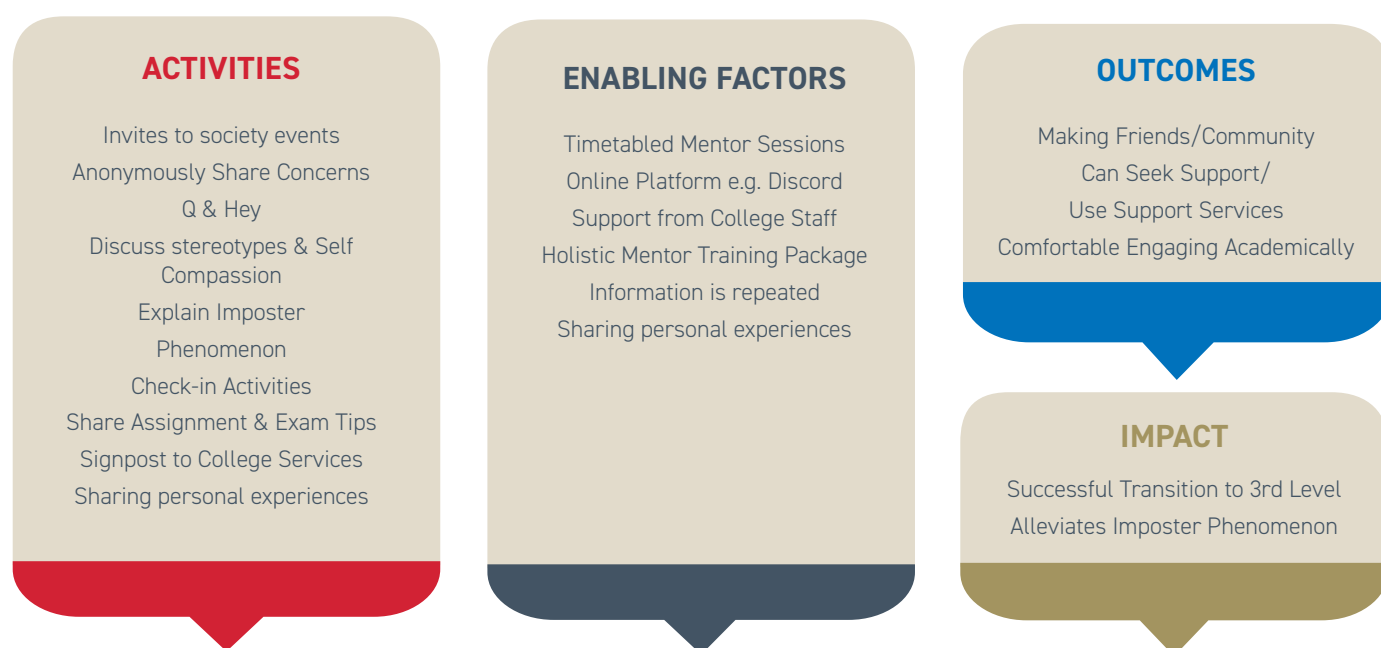 ACTIVITIES
Invites to society events
Anonymously Share Concerns
Q & Hey
Discuss stereotypes & Self
Compassion
Explain Imposter
Phenomenon
Check-in Activities
Share Assignment & Exam Tips
Signpost to College Services
Sharing personal experiences
ENABLING FACTORS
Timetabled Mentor Sessions
Online Platform e.g. Discord
Support from College Staff
Holistic Mentor Training Package
Information is repeated
Sharing personal experiences
OUTCOMES
Making Friends/Community
Can Seek Support/
Use Support Services
Comfortable Engaging Academically
IMPACT
Successful Transition to 3rd Level
Alleviates Imposter Phenomenon